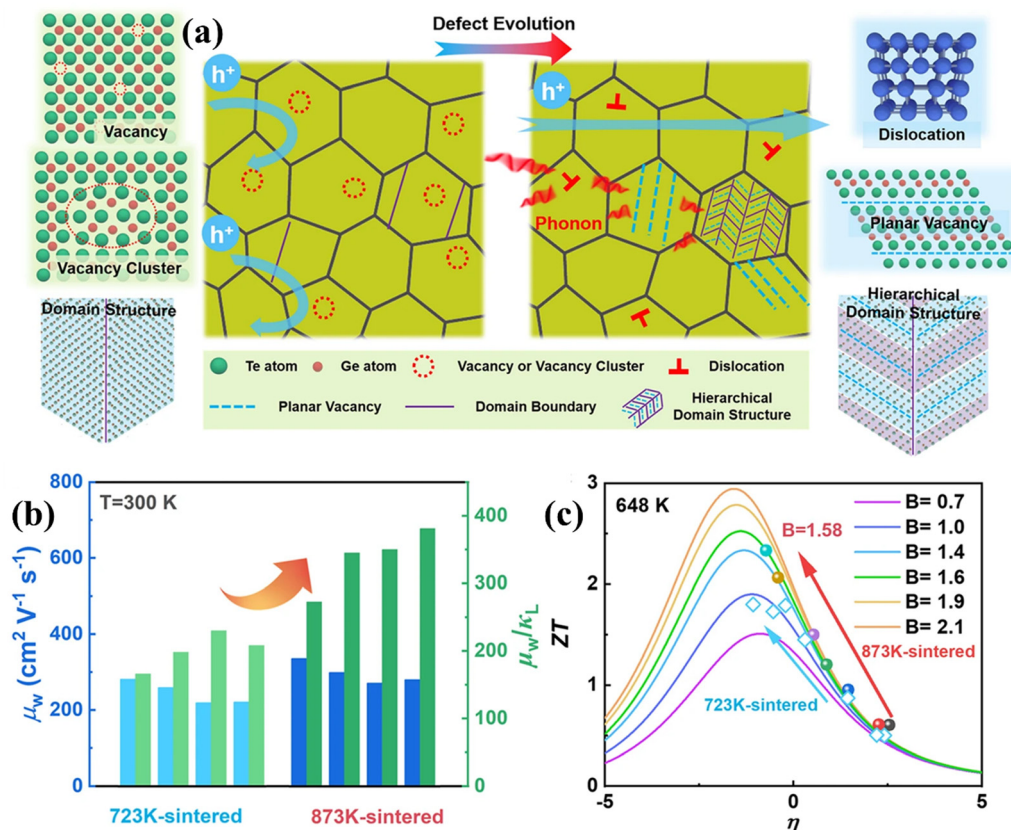 (a)
Defect Evolution
Vacancy
Vacancy Cluster
Domain Structure
h+
h+
h+
Phonon
Dislocation
Planar Vacancy
Hierarchical
Domain Structure
Te atom
Ge atom
Vacancy or Vacancy Cluster
Dislocation
Planar Vacancy
Domain Boundary
Hierarchical
Domain Structure
(b)
T=300 K
μw (cm² V⁻¹ s⁻¹)
800
600
400
200
0
μw/κL
400
300
200
100
0
723K-sintered
873K-sintered
(c)
648 K
ZT
3
2
1
0
B= 0.7
B= 1.0
B= 1.4
B= 1.6
B= 1.9
B= 2.1
B=1.58
873K-sintered
723K-sintered
-5
0
5
η